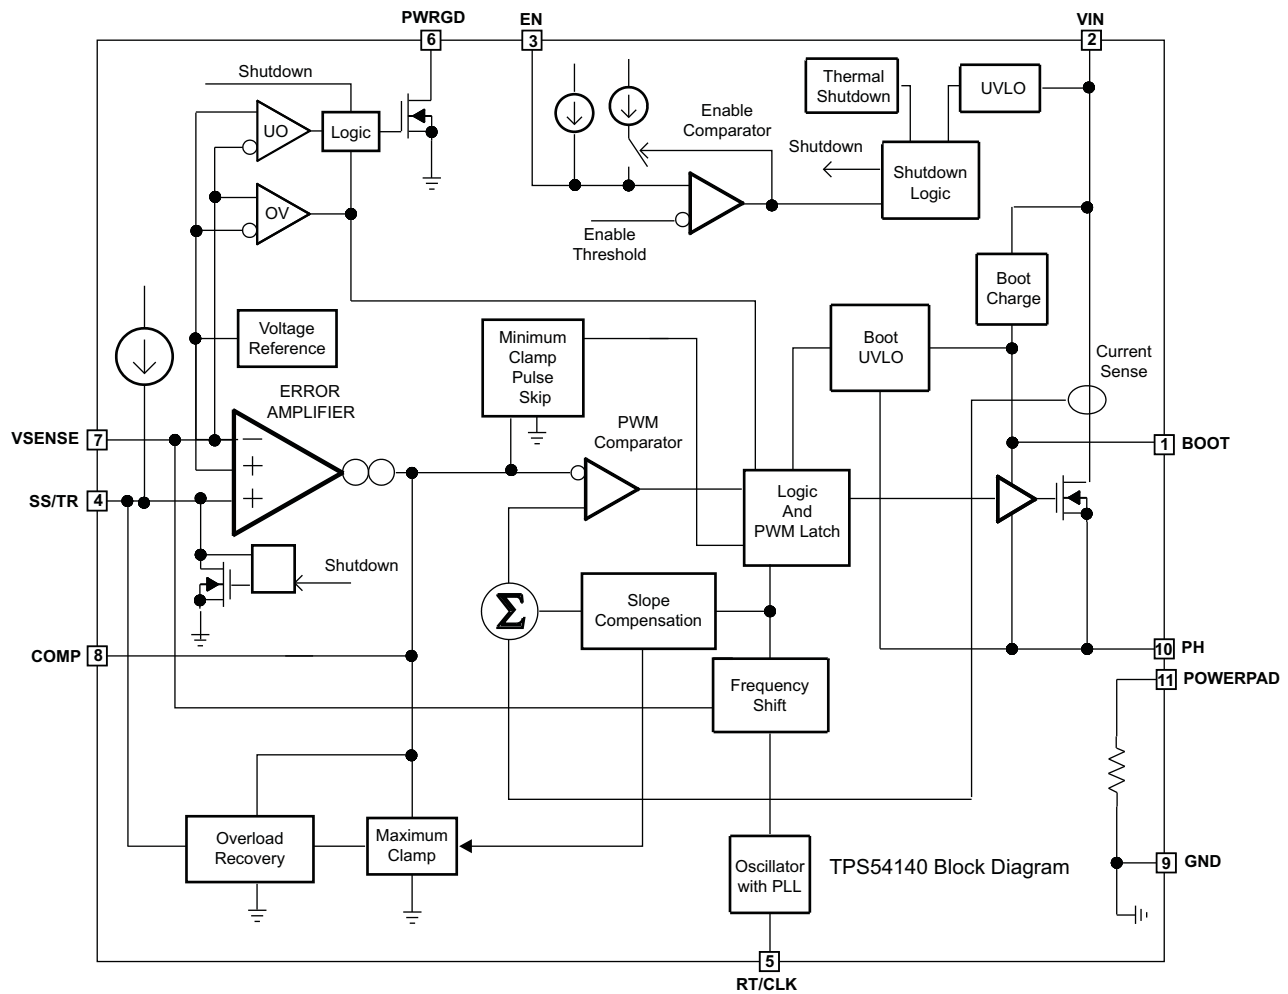 PWRGD
EN
VIN
6
3
2
Shutdown
Thermal
Shutdown
UVLO
Enable
Comparator
UO
Logic
Shutdown
Shutdown
Logic
OV
Enable
Threshold
Boot
Charge
Voltage
Reference
Minimum
Clamp
Pulse
Skip
Boot
UVLO
Current
Sense
ERROR
AMPLIFIER
PWM
Comparator
VSENSE
7
1
BOOT
SS/TR
4
Logic
And
PWM Latch
Shutdown
Σ
Slope
Compensation
COMP
8
10
PH
11
POWERPAD
Frequency
Shift
Overload
Recovery
Maximum
Clamp
Oscillator
with PLL
TPS54140 Block Diagram
9
GND
5
RT/CLK